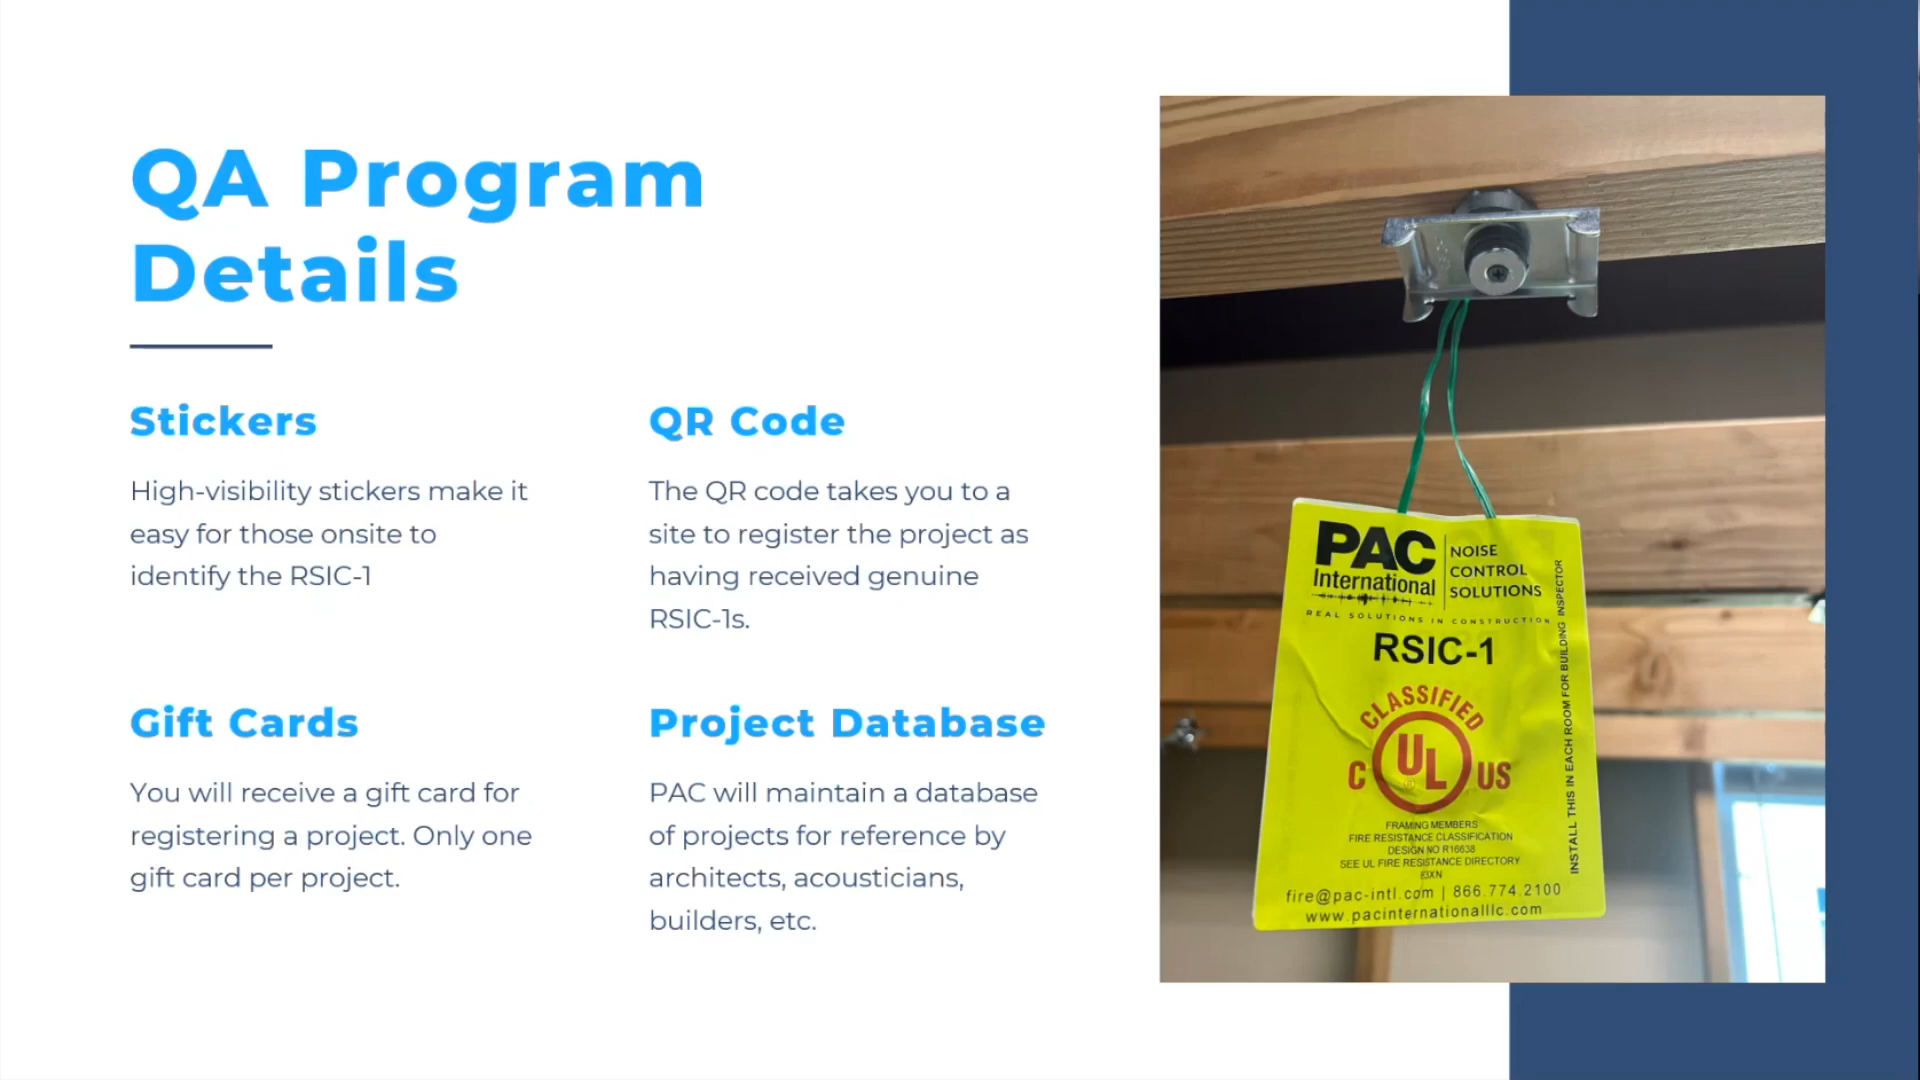 QA Program
Details
Stickers
High-visibility stickers make it
easy for those onsite to
identify the RSIC-1
QR Code
The QR code takes you to a
site to register the project as
having received genuine
RSIC-1s.
Gift Cards
You will receive a gift card for
registering a project. Only one
gift card per project.
Project Database
PAC will maintain a database
of projects for reference by
architects, acousticians,
builders, etc.
PAC
International
NOISE
CONTROL
SOLUTIONS
REAL SOLUTIONS IN CONSTRUCTION
RSIC-1
CLASSIFIED
C UL US
FRAMING MEMBERS
FIRE RESISTANCE CLASSIFICATION
DESIGN NO R16638
SEE UL FIRE RESISTANCE DIRECTORY
fire@pac-intl.com | 866.774.2100
www.pacinternationalllc.com
INSTALL THIS IN EACH ROOM FOR BUILDING INSPECTOR